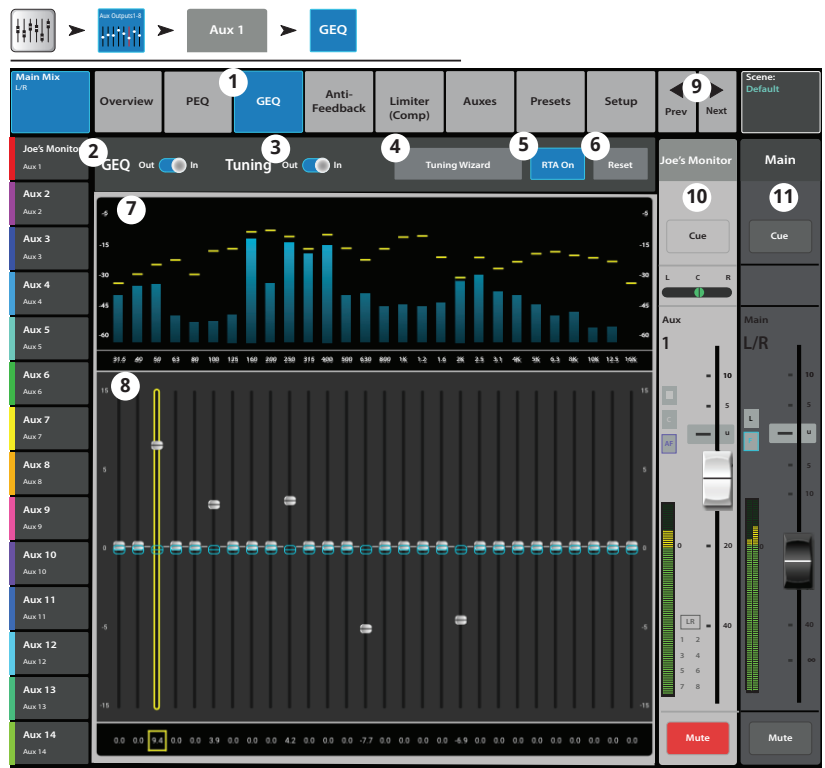 Aux Outputs1-8
Aux 1
GEQ
Main Mix
L/R
Overview
PEQ
1
GEQ
Anti-
Feedback
Limiter
(Comp)
Auxes
Presets
Setup
9
Prev
Next
Scene:
Default
Joe's Monitor
Aux 1
2
GEQ Out In
3
Tuning Out In
4
Tuning Wizard
5
RTA On
6
Reset
Joe's Monitor
Main
Aux 2
Aux 2
Aux 3
Aux 3
Aux 4
Aux 4
Aux 5
Aux 5
Aux 6
Aux 6
Aux 7
Aux 7
Aux 8
Aux 8
Aux 9
Aux 9
Aux 10
Aux 10
Aux 11
Aux 11
Aux 12
Aux 12
Aux 13
Aux 13
Aux 14
Aux 14
7
-5 -5
-15 -15
-30 -30
-45 -45
-60 -60
31.5 40 50 63 80 100 125 160 200 250 315 400 500 630 800 1K 1.2 1.6 2K 2.5 3.1 4K 5K 6.3 8K 10K 12.5 16K
8
15 15
5 5
0 0
-5 -5
-15 -15
0.0 0.0 9.4 0.0 0.0 3.9 0.0 0.0 0.0 4.2 0.0 0.0 0.0 -7.7 0.0 0.0 0.0 0.0 -6.9 0.0 0.0 0.0 0.0 0.0 0.0 0.0 0.0 0.0
10
Cue
L C R
Aux
1
10
5
U
AF
0
20
40
LR
1 2
3 4
5 6
7 8
Mute
11
Cue
Main
L/R
10
5
L
U
5
10
0
20
40
∞
Mute